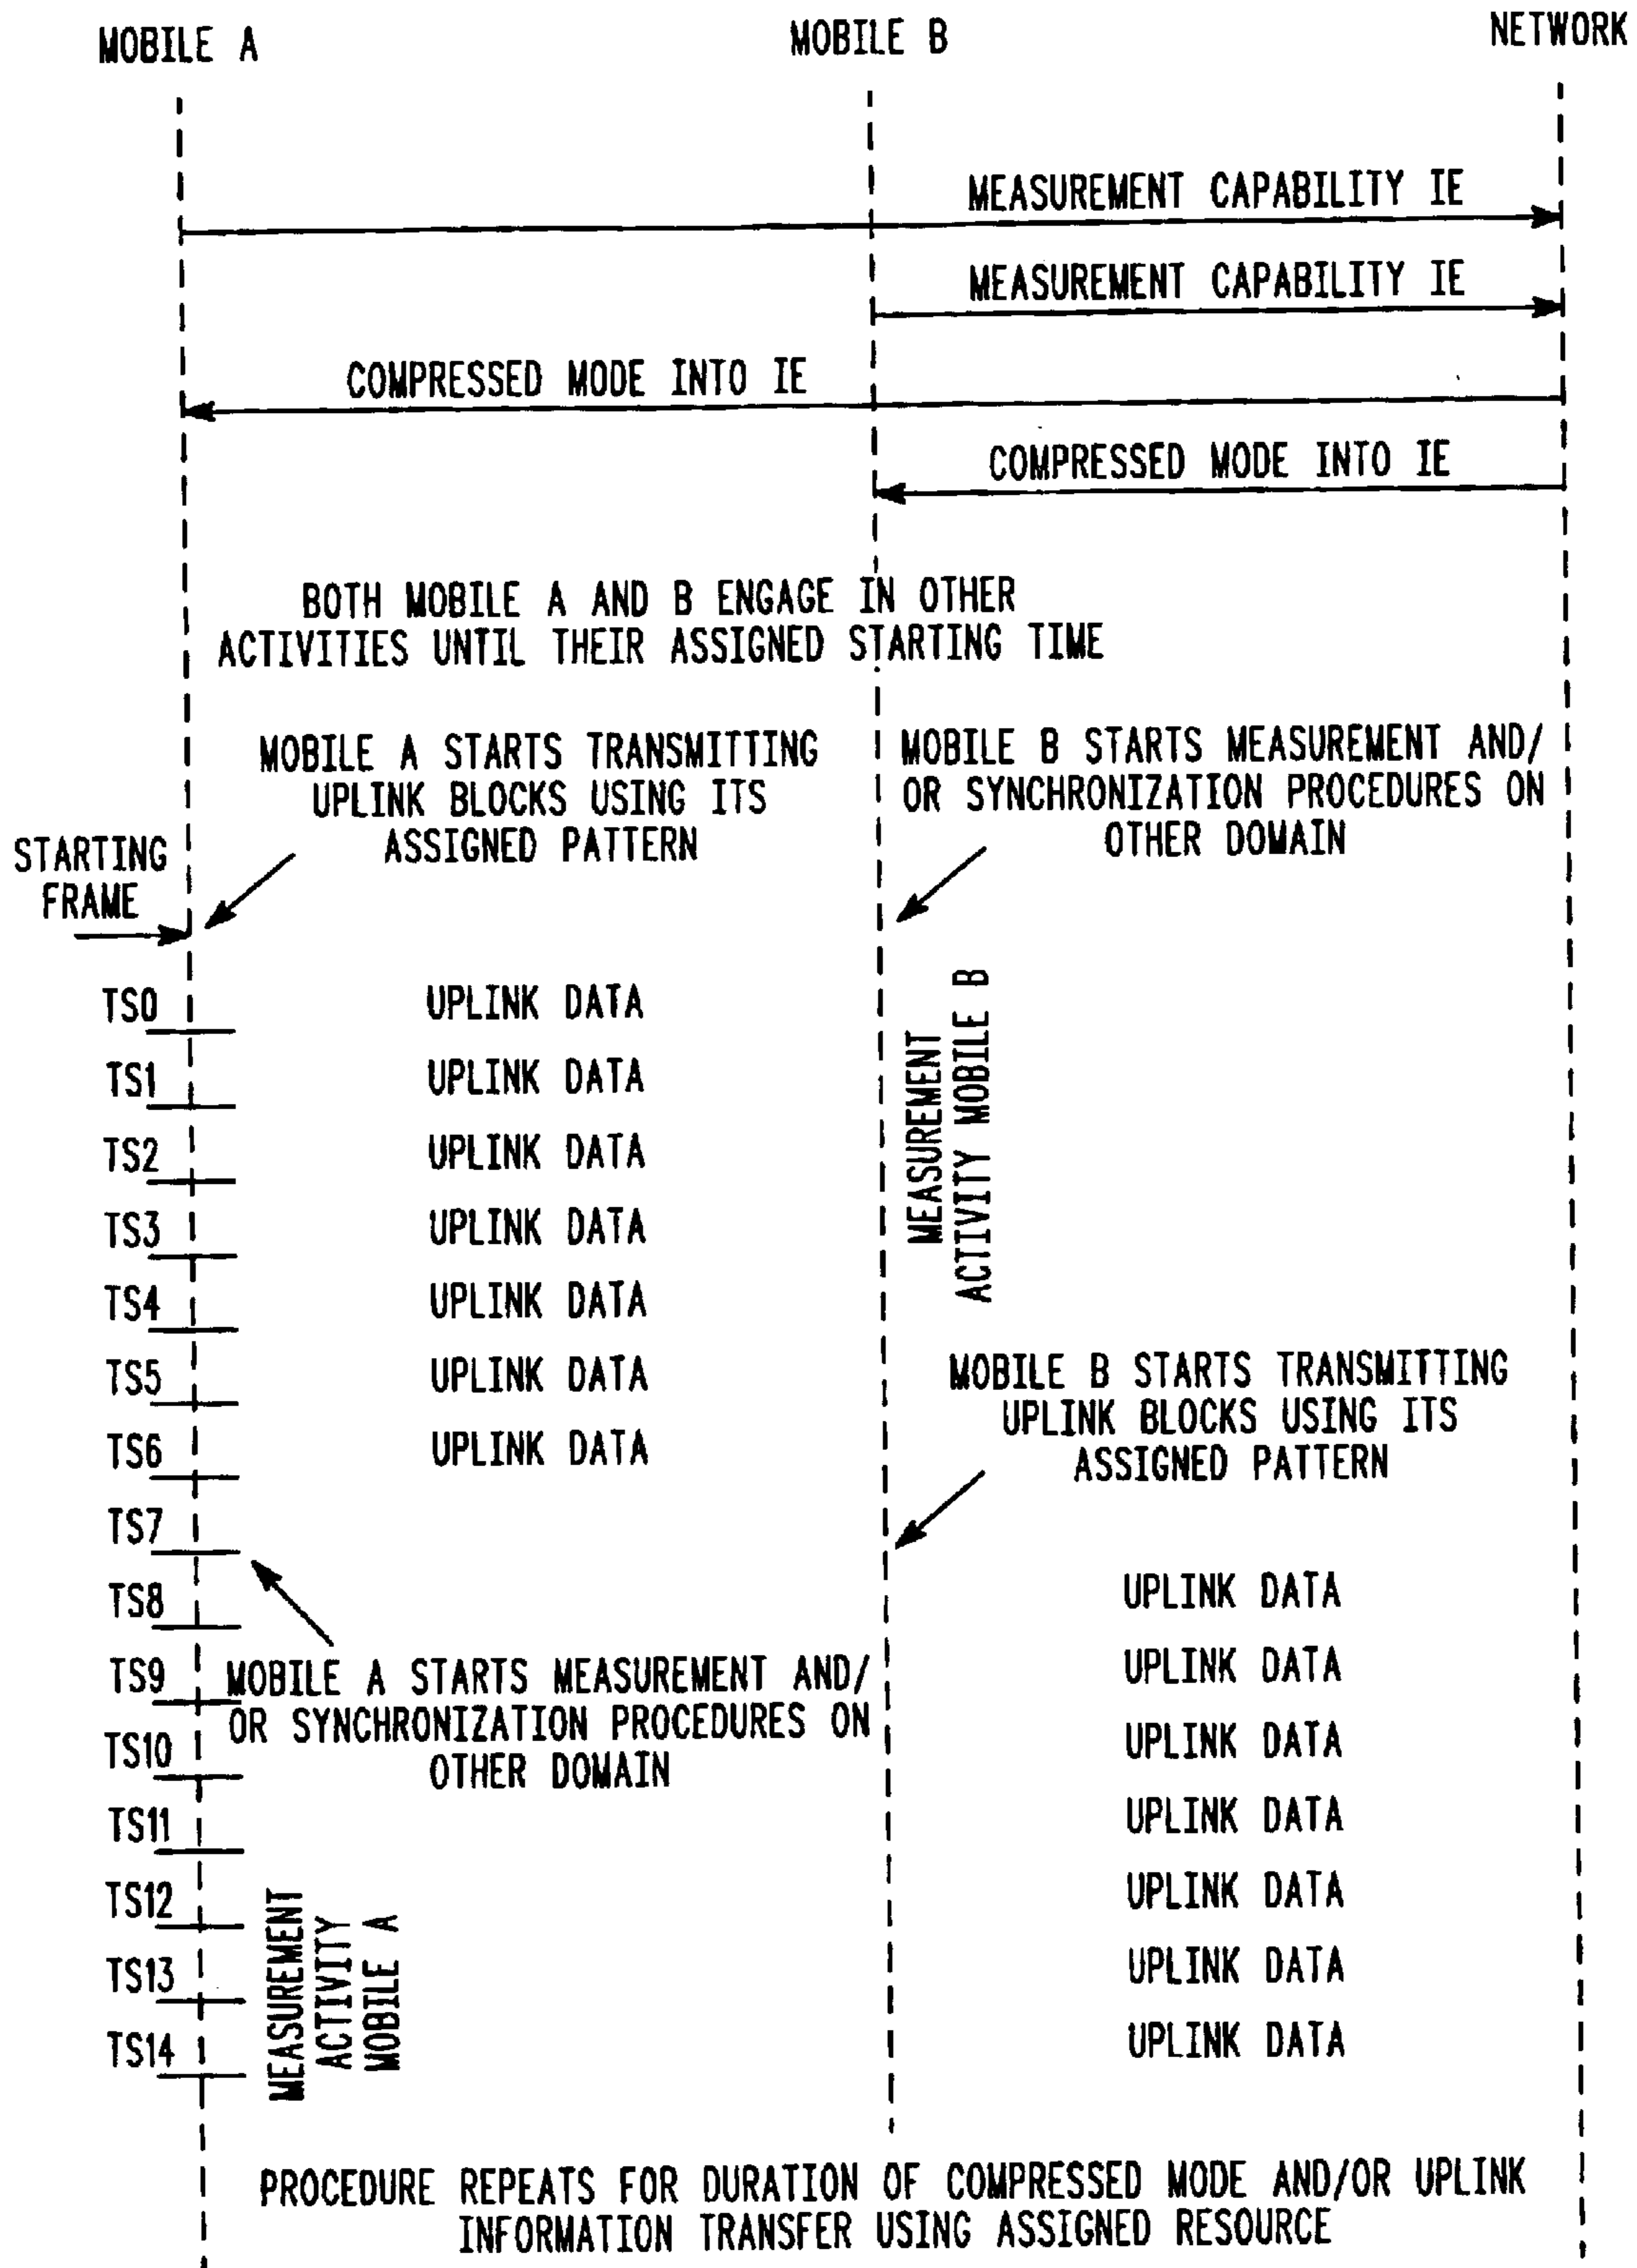 MOBILE A
MOBILE B
NETWORK
MEASUREMENT CAPABILITY IE
MEASUREMENT CAPABILITY IE
COMPRESSED MODE INTO IE
COMPRESSED MODE INTO IE
BOTH MOBILE A AND B ENGAGE IN OTHER
ACTIVITIES UNTIL THEIR ASSIGNED STARTING TIME
MOBILE A STARTS TRANSMITTING
UPLINK BLOCKS USING ITS
ASSIGNED PATTERN
MOBILE B STARTS MEASUREMENT AND/
OR SYNCHRONIZATION PROCEDURES ON
OTHER DOMAIN
STARTING
FRAME
TS0
UPLINK DATA
TS1
UPLINK DATA
TS2
UPLINK DATA
TS3
UPLINK DATA
TS4
UPLINK DATA
TS5
UPLINK DATA
TS6
UPLINK DATA
MEASUREMENT
ACTIVITY MOBILE B
MOBILE B STARTS TRANSMITTING
UPLINK BLOCKS USING ITS
ASSIGNED PATTERN
TS7
TS8
UPLINK DATA
TS9
UPLINK DATA
MOBILE A STARTS MEASUREMENT AND/
OR SYNCHRONIZATION PROCEDURES ON
OTHER DOMAIN
TS10
UPLINK DATA
TS11
UPLINK DATA
TS12
UPLINK DATA
TS13
UPLINK DATA
TS14
UPLINK DATA
MEASUREMENT
ACTIVITY
MOBILE A
PROCEDURE REPEATS FOR DURATION OF COMPRESSED MODE AND/OR UPLINK
INFORMATION TRANSFER USING ASSIGNED RESOURCE